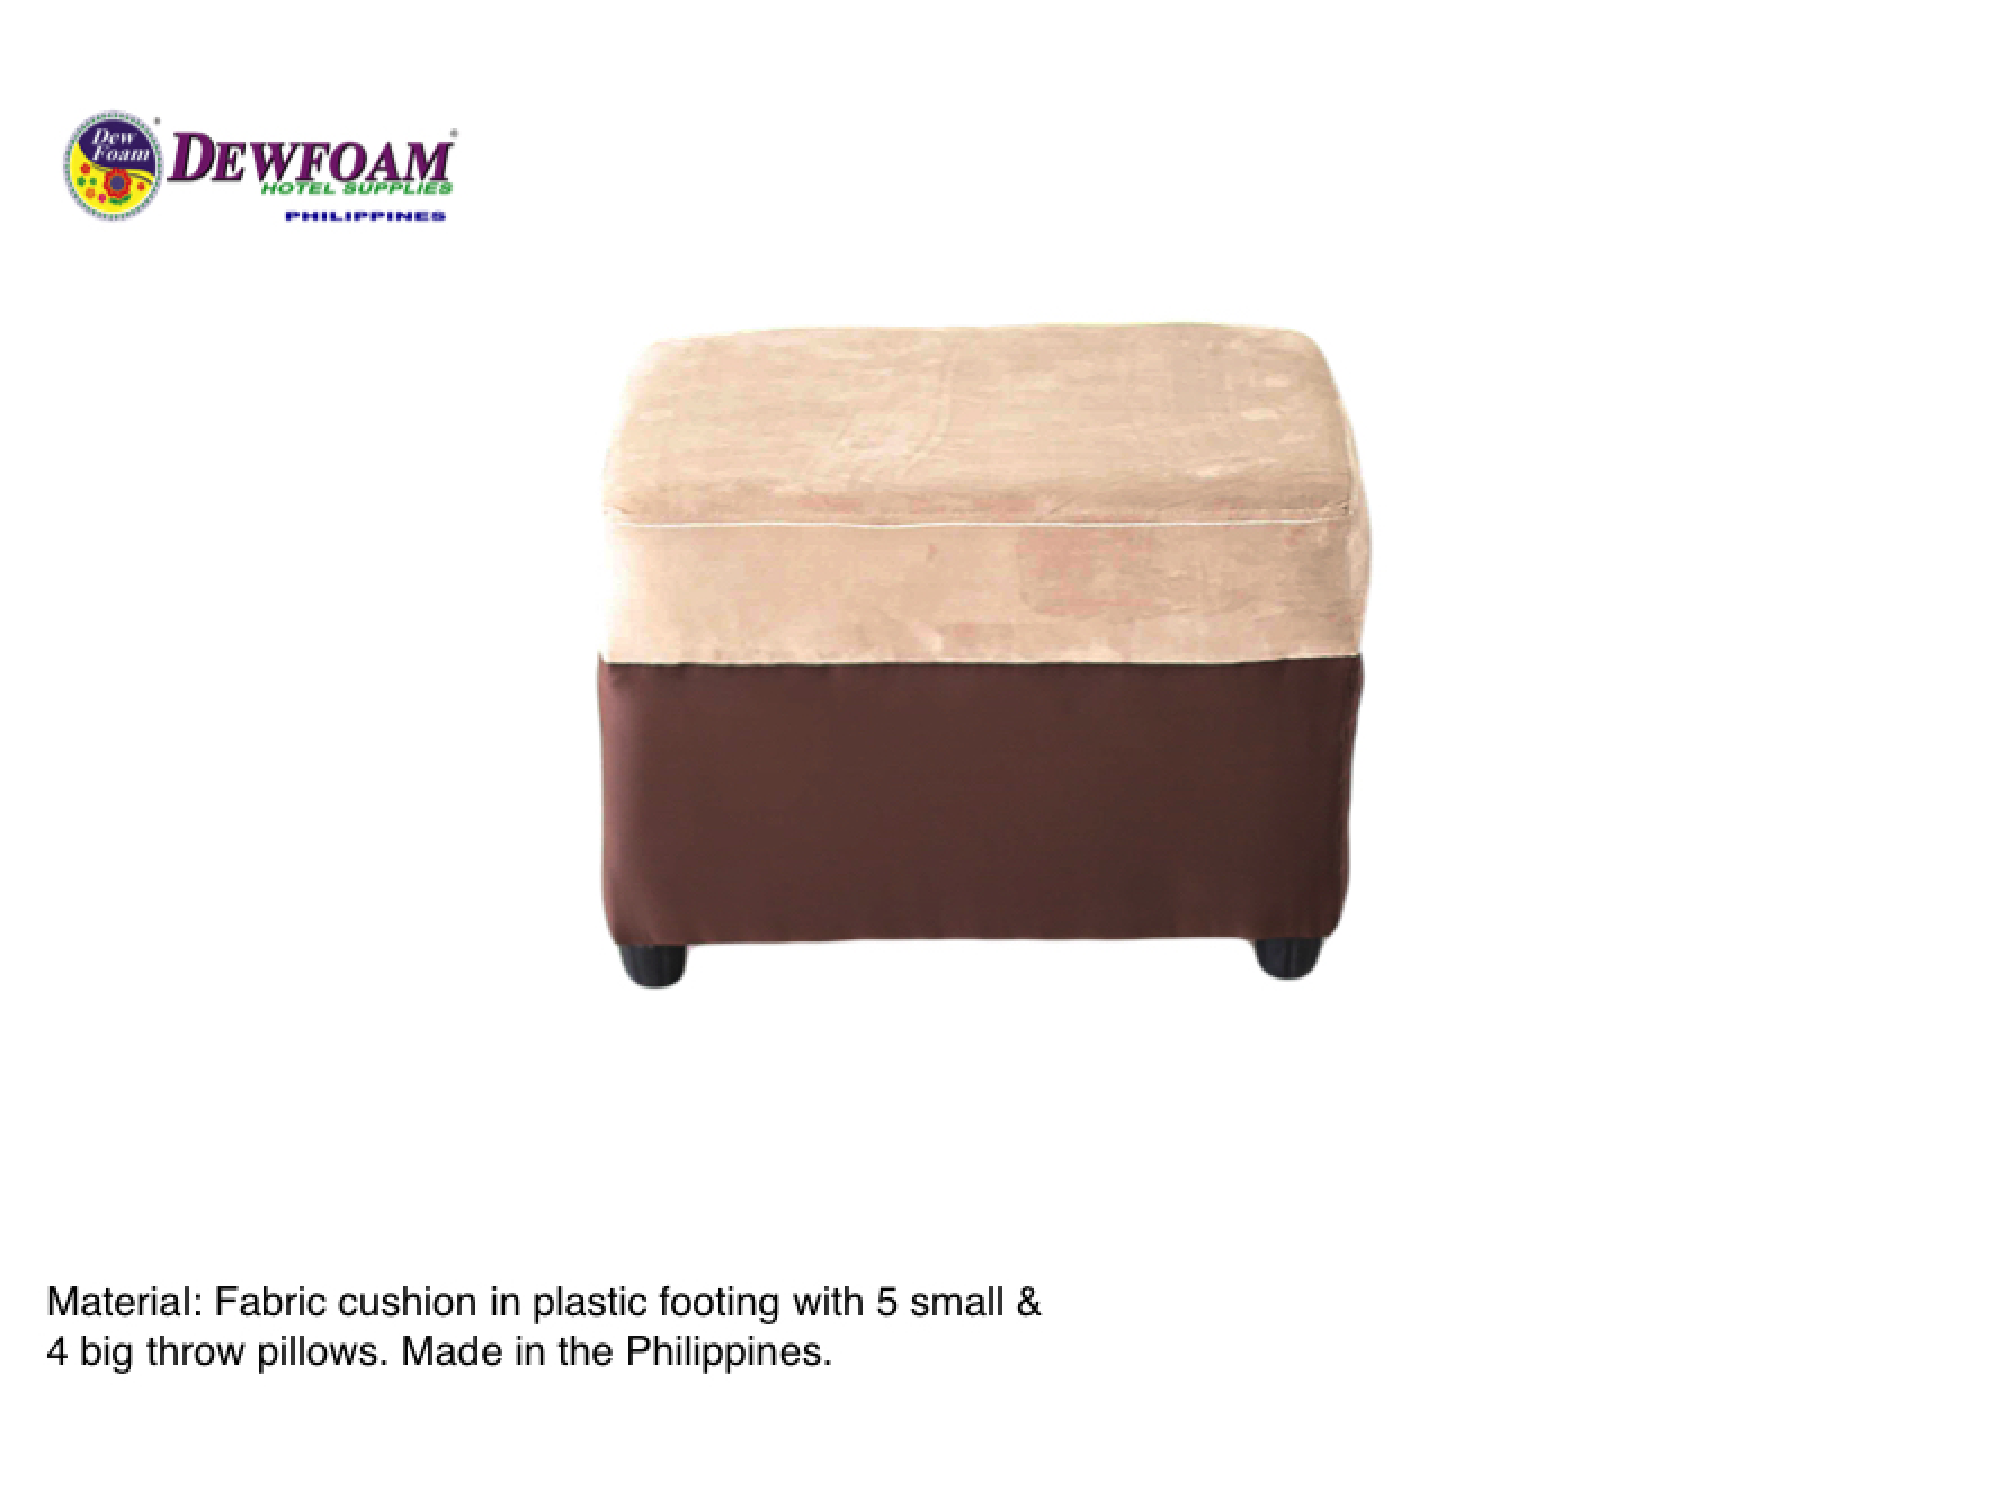 Dew
Foam
DEWFOAM
HOTEL SUPPLIES
PHILIPPINES
Material: Fabric cushion in plastic footing with 5 small &
4 big throw pillows. Made in the Philippines.